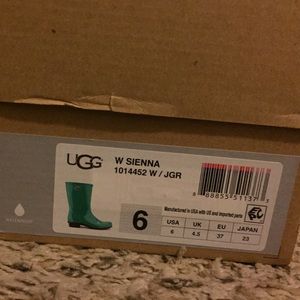 UGG
W SIENNA
1014452 W / JGR
6
Manufactured in USA with US and imported parts
USA UK EU JAPAN
6 4.5 37 23
WATERPROOF